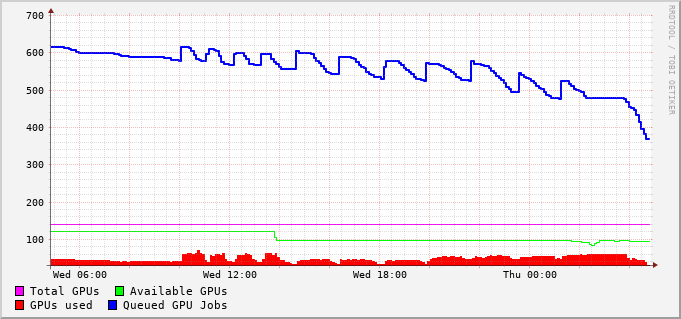 700
600
500
400
300
200
100
Wed 06:00 Wed 12:00 Wed 18:00 Thu 00:00
Total GPUs Available GPUs
GPUs used Queued GPU Jobs
RRDTOOL / TOBI OETIKER